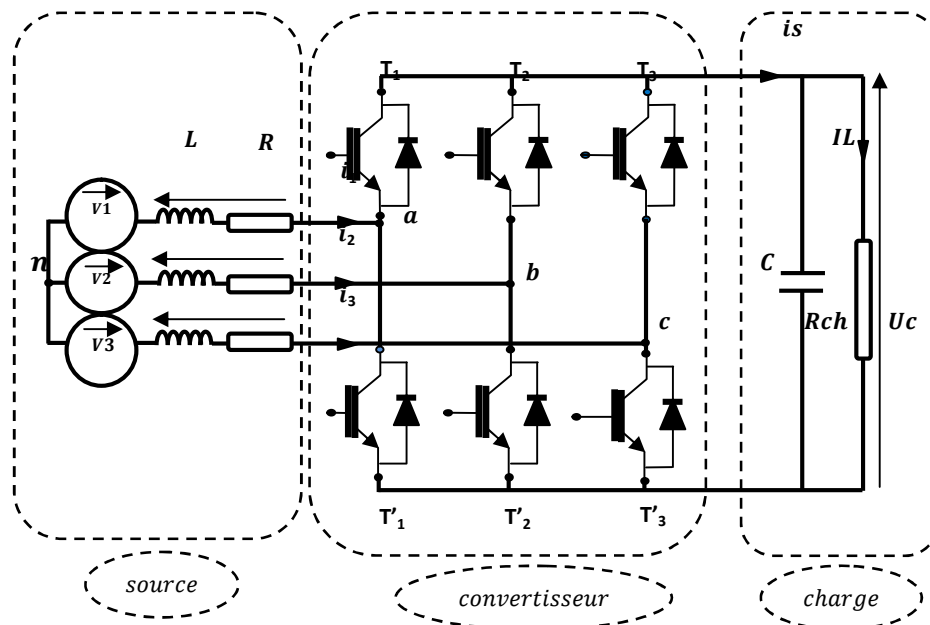 is
T1 T2 T3
L R IL
i1
V1 a
i2
n V2 b C
i3
V3 c Rch Uc
T'1 T'2 T'3
source convertisseur charge